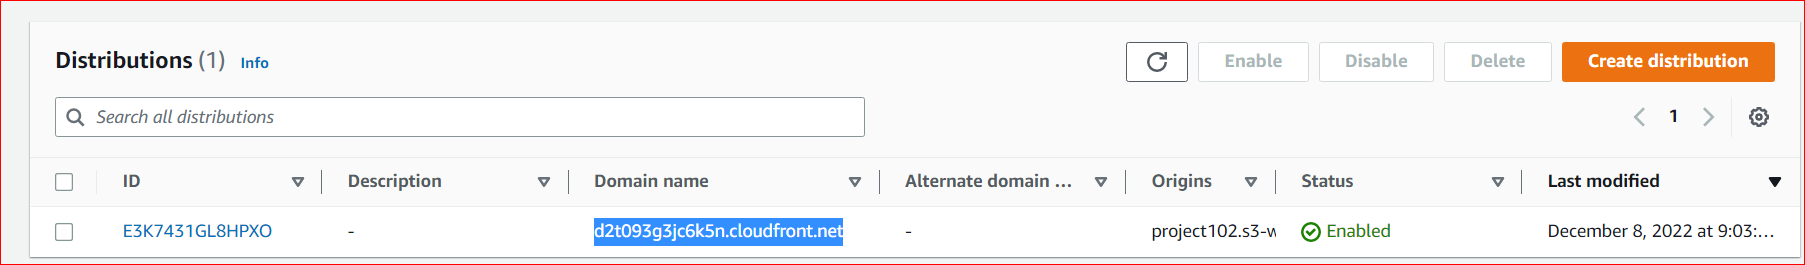 Distributions (1) Info
Enable Disable Delete Create distribution
Search all distributions
1
ID Description Domain name Alternate domain ... Origins Status Last modified
E3K7431GL8HPXO - d2t093g3jc6k5n.cloudfront.net - project102.s3-w Enabled December 8, 2022 at 9:03:...